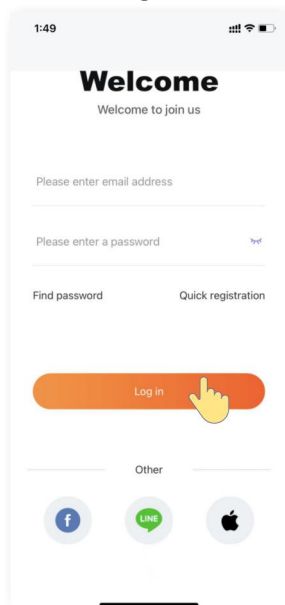 1:49
Welcome
Welcome to join us
Please enter email address
Please enter a password
Find password Quick registration
Log in
Other
f LINE